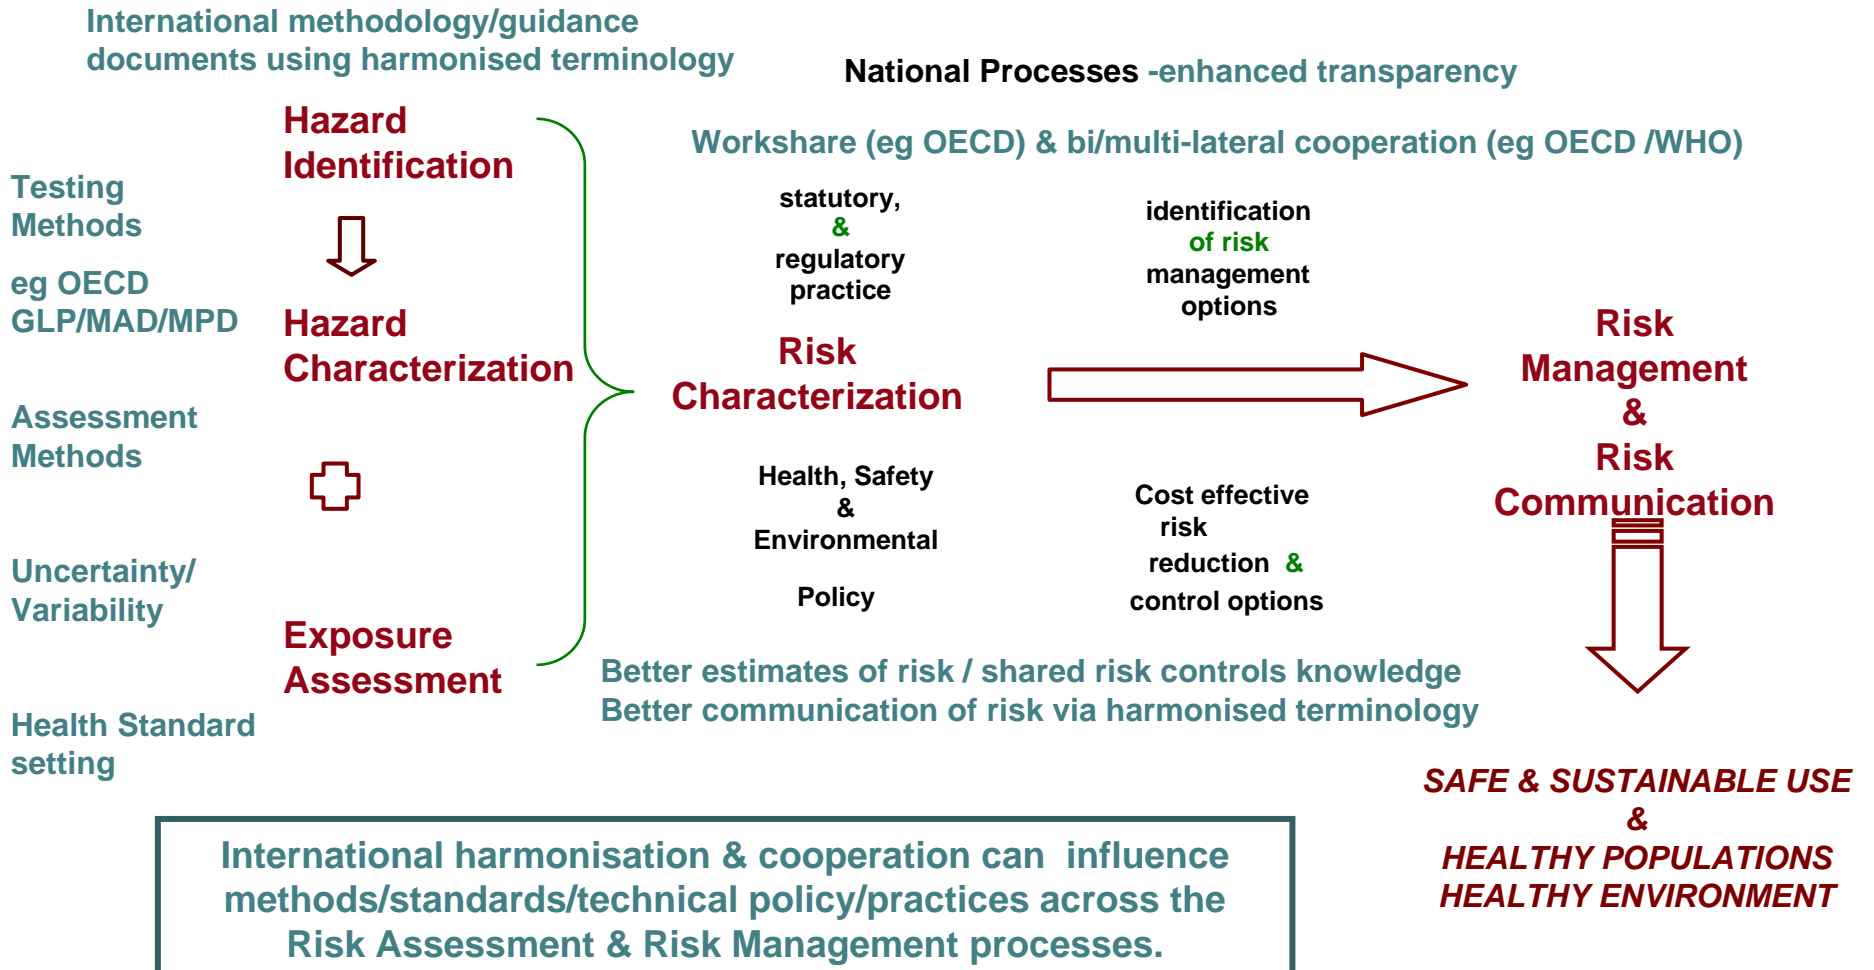 International methodology/guidance
documents using harmonised terminology
National Processes -enhanced transparency
Workshare (eg OECD) & bi/multi-lateral cooperation (eg OECD /WHO)
Hazard
Identification
Testing
Methods
eg OECD
GLP/MAD/MPD
Hazard
Characterization
Assessment
Methods
Uncertainty/
Variability
Exposure
Assessment
Health Standard
setting
statutory,
&
regulatory
practice
identification
of risk
management
options
Risk
Characterization
Risk
Management
&
Risk
Communication
Health, Safety
&
Environmental
Policy
Cost effective
risk
reduction &
control options
Better estimates of risk / shared risk controls knowledge
Better communication of risk via harmonised terminology
SAFE & SUSTAINABLE USE
&
HEALTHY POPULATIONS
HEALTHY ENVIRONMENT
International harmonisation & cooperation can influence
methods/standards/technical policy/practices across the
Risk Assessment & Risk Management processes.